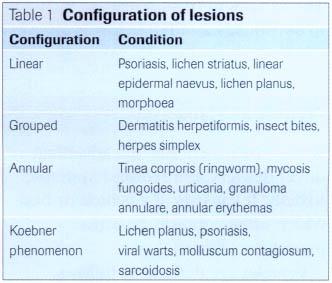 Table 1 Configuration of lesions
Configuration Condition
Linear Psoriasis, lichen striatus, linear
epidermal naevus, lichen planus,
morphoea
Grouped Dermatitis herpetiformis, insect bites,
herpes simplex
Annular Tinea corporis (ringworm), mycosis
fungoides, urticaria, granuloma
annulare, annular erythemas
Koebner Lichen planus, psoriasis,
phenomenon viral warts, molluscum contagiosum,
sarcoidosis